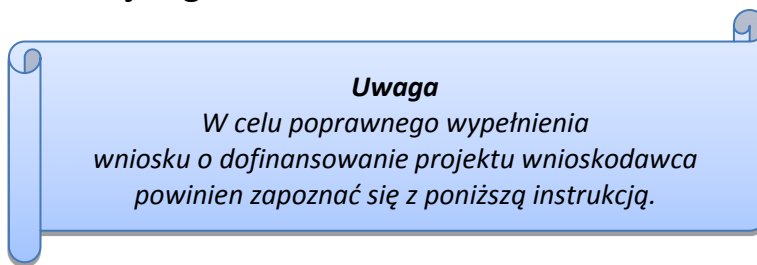 Uwaga
W celu poprawnego wypełnienia
wniosku o dofinansowanie projektu wnioskodawca
powinien zapoznać się z poniższą instrukcją.